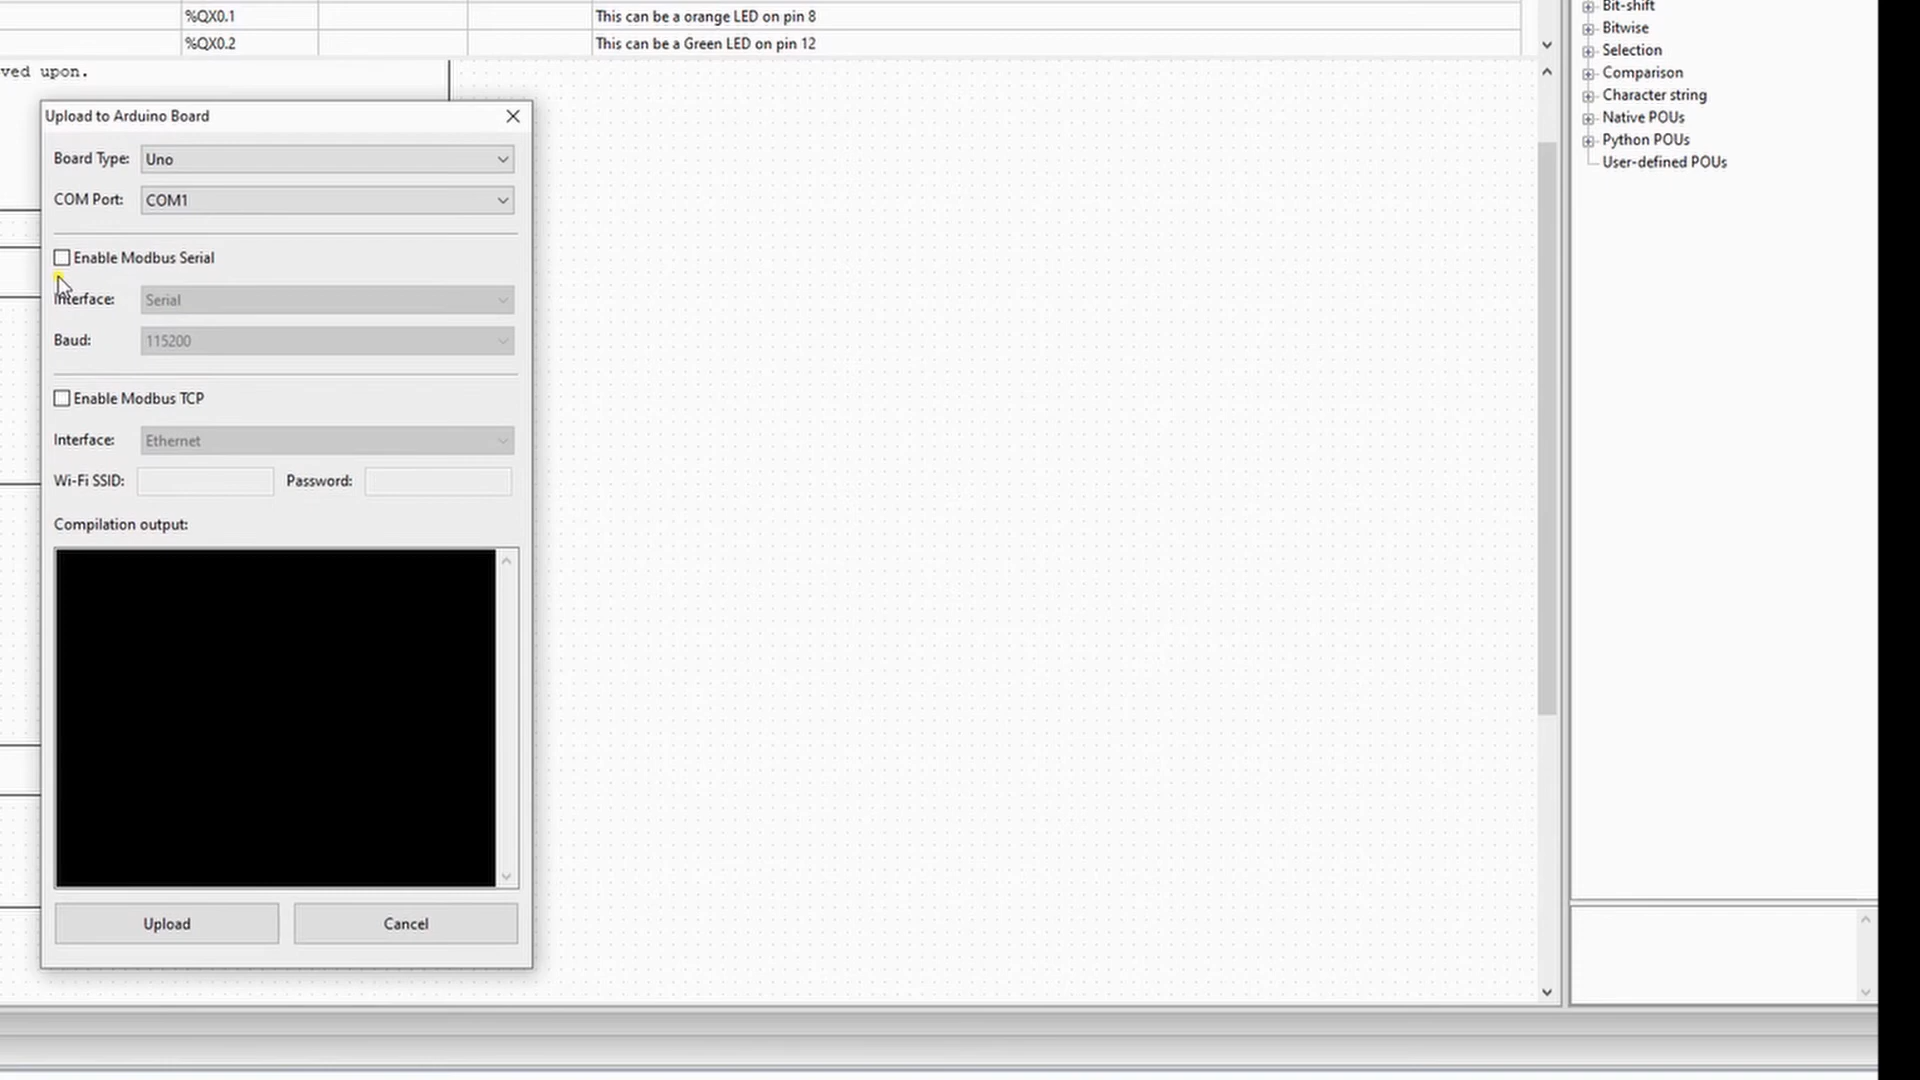 %QX0.1 This can be a orange LED on pin 8
%QX0.2 This can be a Green LED on pin 12
ved upon.
Upload to Arduino Board
Board Type: Uno
COM Port: COM1
Enable Modbus Serial
Interface: Serial
Baud: 115200
Enable Modbus TCP
Interface: Ethernet
Wi-Fi SSID: Password:
Compilation output:
Upload Cancel
Bit-shift
Bitwise
Selection
Comparison
Character string
Native POUs
Python POUs
User-defined POUs